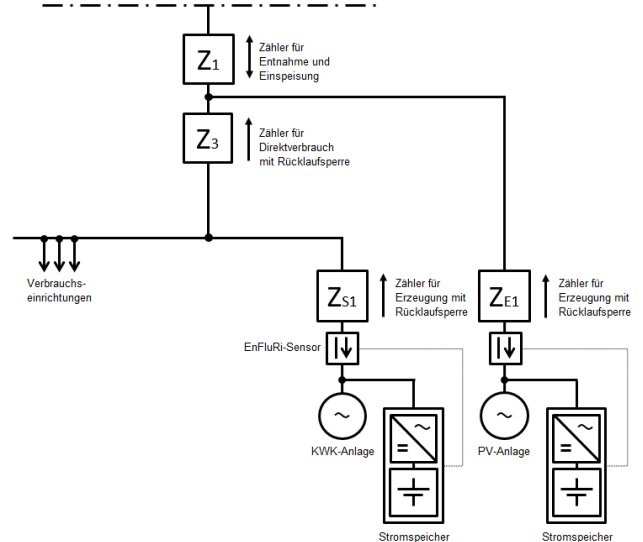 Z1
Zähler für
Entnahme und
Einspeisung
Z3
Zähler für
Direktverbrauch
mit Rücklaufsperre
Verbrauchs-
einrichtungen
ZS1
Zähler für
Erzeugung mit
Rücklaufsperre
ZE1
Zähler für
Erzeugung mit
Rücklaufsperre
EnFluRi-Sensor
KWK-Anlage
PV-Anlage
Stromspeicher
Stromspeicher